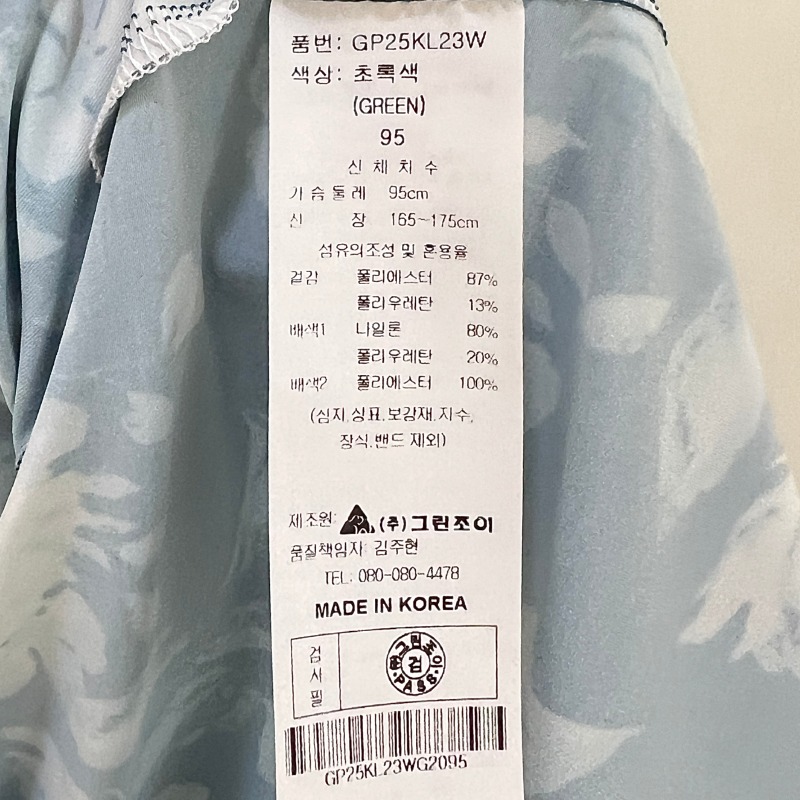 품번: GP25KL23W
색상: 초록색
(GREEN)
95
신 체 치 수
가 슴 둘 레 95cm
신 장 165~175cm
섬유의조성 및 혼용율
겉감 폴리에스터 87%
폴리우레탄 13%
배색1 나일론 80%
폴리우레탄 20%
배색2 폴리에스터 100%
(심지,상표,보강재,자수,
장식,밴드 제외)
제조원: (주)그린조이
품질책임자: 김주현
TEL: 080-080-4478
MADE IN KOREA
검사필
그린조이
검
PASS
GP25KL23WG2095